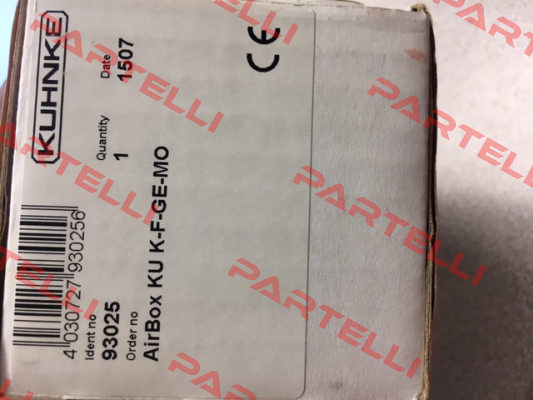 KUHNKE
Quantity
1
Date
1507
4 030727 930256
Ident no
93025
Order no
AirBox KU K-F-GE-MO
CE
PARTELLI
PARTELLI
PARTELLI
PARTELLI
PARTELLI
PARTELLI
PARTELLI